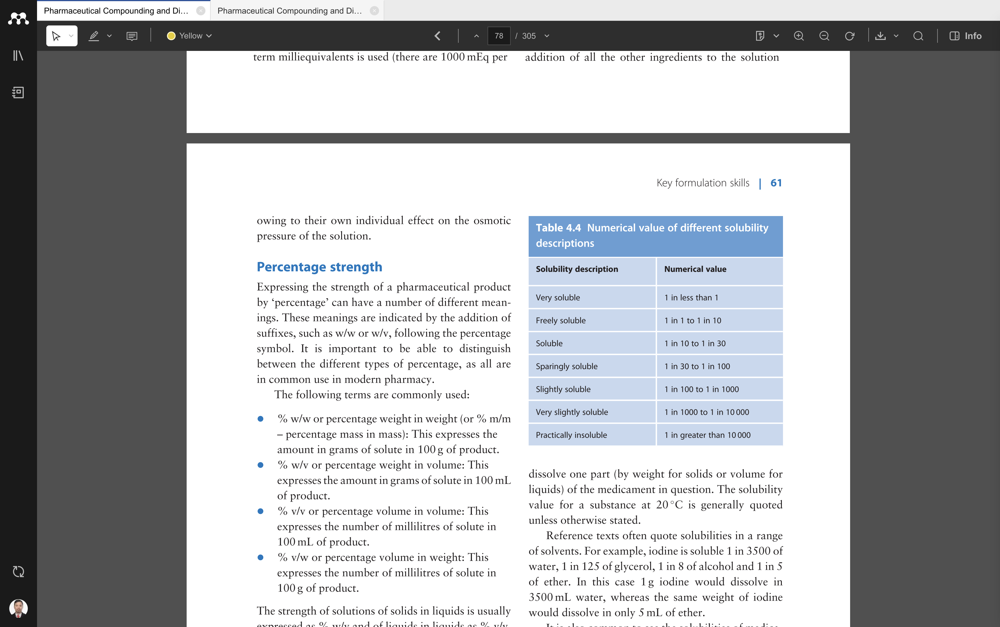 Pharmaceutical Compounding and Di...
Pharmaceutical Compounding and Di...
Yellow
78 / 305
Info
term milliequivalents is used (there are 1000 mEq per
addition of all the other ingredients to the solution
Key formulation skills | 61
owing to their own individual effect on the osmotic
pressure of the solution.
Percentage strength
Expressing the strength of a pharmaceutical product
by ‘percentage’ can have a number of different mean-
ings. These meanings are indicated by the addition of
suffixes, such as w/w or w/v, following the percentage
symbol. It is important to be able to distinguish
between the different types of percentage, as all are
in common use in modern pharmacy.
The following terms are commonly used:
● % w/w or percentage weight in weight (or % m/m
– percentage mass in mass): This expresses the
amount in grams of solute in 100 g of product.
● % w/v or percentage weight in volume: This
expresses the amount in grams of solute in 100 mL
of product.
● % v/v or percentage volume in volume: This
expresses the number of millilitres of solute in
100 mL of product.
● % v/w or percentage volume in weight: This
expresses the number of millilitres of solute in
100 g of product.
The strength of solutions of solids in liquids is usually
expressed as % w/v and of liquids in liquids as % v/v.
Table 4.4 Numerical value of different solubility
descriptions
Solubility description Numerical value
Very soluble 1 in less than 1
Freely soluble 1 in 1 to 1 in 10
Soluble 1 in 10 to 1 in 30
Sparingly soluble 1 in 30 to 1 in 100
Slightly soluble 1 in 100 to 1 in 1000
Very slightly soluble 1 in 1000 to 1 in 10 000
Practically insoluble 1 in greater than 10 000
dissolve one part (by weight for solids or volume for
liquids) of the medicament in question. The solubility
value for a substance at 20 °C is generally quoted
unless otherwise stated.
Reference texts often quote solubilities in a range
of solvents. For example, iodine is soluble 1 in 3500 of
water, 1 in 125 of glycerol, 1 in 8 of alcohol and 1 in 5
of ether. In this case 1 g iodine would dissolve in
3500 mL water, whereas the same weight of iodine
would dissolve in only 5 mL of ether.
It is also common to see the solubilities of medica-